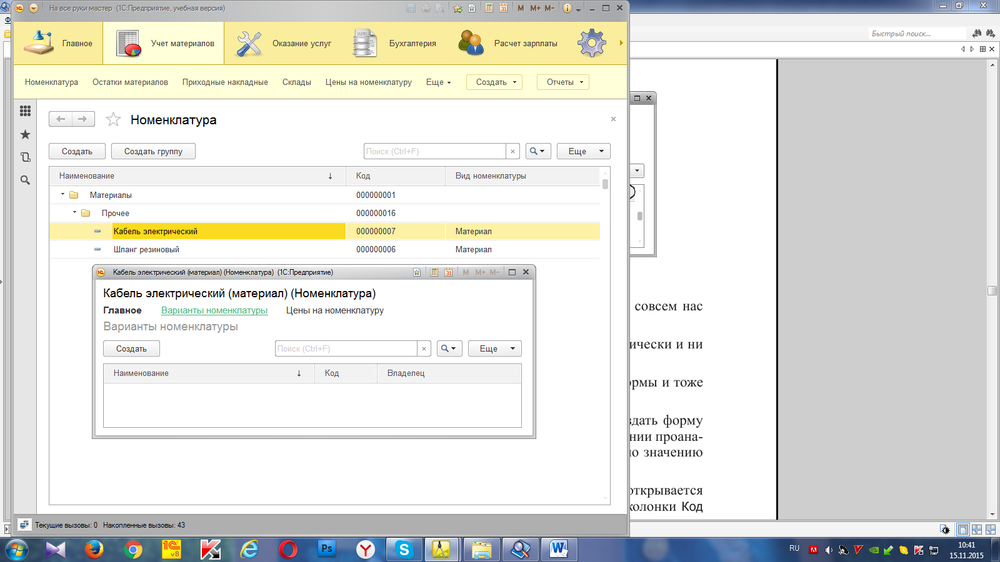 На все руки мастер (1С:Предприятие, учебная версия)
M M+ M-
Главное
Учет материалов
Оказание услуг
Бухгалтерия
Расчет зарплаты
Номенклатура Остатки материалов Приходные накладные Склады Цены на номенклатуру Еще Создать Отчеты
Номенклатура
Создать Создать группу Поиск (Ctrl+F) × Еще
Наименование ↓ Код Вид номенклатуры
Материалы 000000001
Прочее 000000016
Кабель электрический 000000007 Материал
Шланг резиновый 000000006 Материал
Кабель электрический (материал) (Номенклатура) (1С:Предприятие) 31 M M+ M-
Кабель электрический (материал) (Номенклатура)
Главное Варианты номенклатуры Цены на номенклатуру
Варианты номенклатуры
Создать Поиск (Ctrl+F) × Еще
Наименование ↓ Код Владелец
Текущие вызовы: 0 Накопленные вызовы: 43
Быстрый поиск...
совсем нас
ически и ни
ормы и тоже
здать форму
нии проана-
ю значению
открывается
колонки Код
RU
10:41
15.11.2015